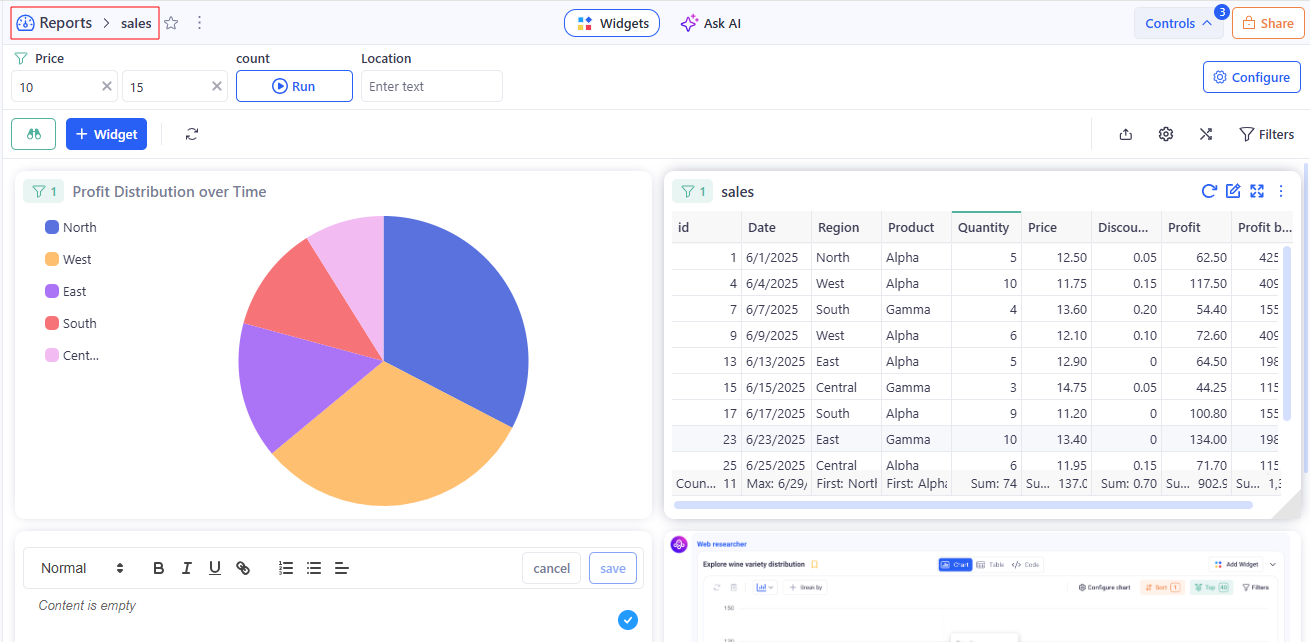 Reports > sales
Widgets
Ask AI
Controls
3
Share
Price
count
Location
10
15
Run
Enter text
Configure
+ Widget
Filters
1
Profit Distribution over Time
North
West
East
South
Cent...
1
sales
id Date Region Product Quantity Price Discou... Profit Profit b...
1 6/1/2025 North Alpha 5 12.50 0.05 62.50 425
4 6/4/2025 West Alpha 10 11.75 0.15 117.50 409
7 6/7/2025 South Gamma 4 13.60 0.20 54.40 155
9 6/9/2025 West Alpha 6 12.10 0.10 72.60 409
13 6/13/2025 East Alpha 5 12.90 0 64.50 198
15 6/15/2025 Central Gamma 3 14.75 0.05 44.25 115
17 6/17/2025 South Alpha 9 11.20 0 100.80 155
23 6/23/2025 East Gamma 10 13.40 0 134.00 198
25 6/25/2025 Central Alpha 6 11.95 0.15 71.70 115
Coun... 11 Max: 6/29/ First: North First: Alpha Sum: 74 Su... 137.0 Sum: 0.70 Su... 902.9 Su... 1,3
Normal
B I U
cancel
save
Content is empty
Web researcher
Explore wine variety distribution
Chart
Table
</> Code
Add Widget
+ Break by
Configure chart
Sort 1
Top 40
Filters
150